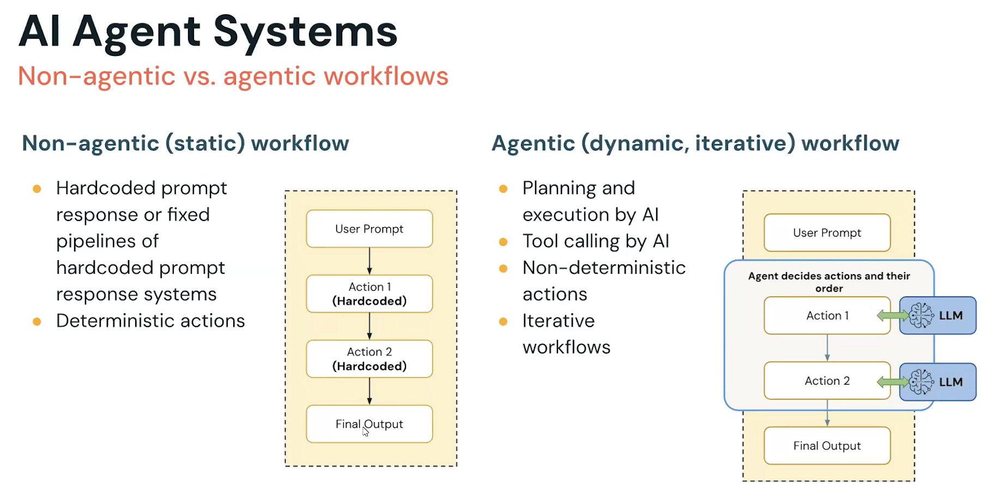 AI Agent Systems
Non-agentic vs. agentic workflows
Non-agentic (static) workflow
Hardcoded prompt
response or fixed
pipelines of
hardcoded prompt
response systems
Deterministic actions
User Prompt
Action 1
(Hardcoded)
Action 2
(Hardcoded)
Final Output
Agentic (dynamic, iterative) workflow
Planning and
execution by AI
Tool calling by AI
Non-deterministic
actions
Iterative
workflows
User Prompt
Agent decides actions and their
order
Action 1
LLM
Action 2
LLM
Final Output